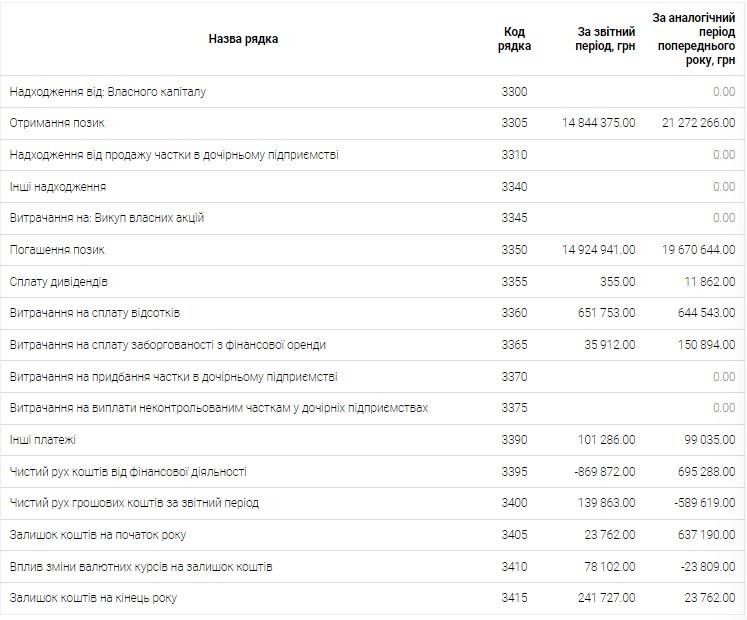 Назва рядка Код рядка За звітний період, грн За аналогічний період попереднього року, грн
Надходження від: Власного капіталу 3300 0.00
Отримання позик 3305 14 844 375.00 21 272 266.00
Надходження від продажу частки в дочірньому підприємстві 3310 0.00
Інші надходження 3340 0.00
Витрачання на: Викуп власних акцій 3345 0.00
Погашення позик 3350 14 924 941.00 19 670 644.00
Сплату дивідендів 3355 355.00 11 862.00
Витрачання на сплату відсотків 3360 651 753.00 644 543.00
Витрачання на сплату заборгованості з фінансової оренди 3365 35 912.00 150 894.00
Витрачання на придбання частки в дочірньому підприємстві 3370 0.00
Витрачання на виплати неконтрольованим часткам у дочірніх підприємствах 3375 0.00
Інші платежі 3390 101 286.00 99 035.00
Чистий рух коштів від фінансової діяльності 3395 -869 872.00 695 288.00
Чистий рух грошових коштів за звітний період 3400 139 863.00 -589 619.00
Залишок коштів на початок року 3405 23 762.00 637 190.00
Вплив зміни валютних курсів на залишок коштів 3410 78 102.00 -23 809.00
Залишок коштів на кінець року 3415 241 727.00 23 762.00